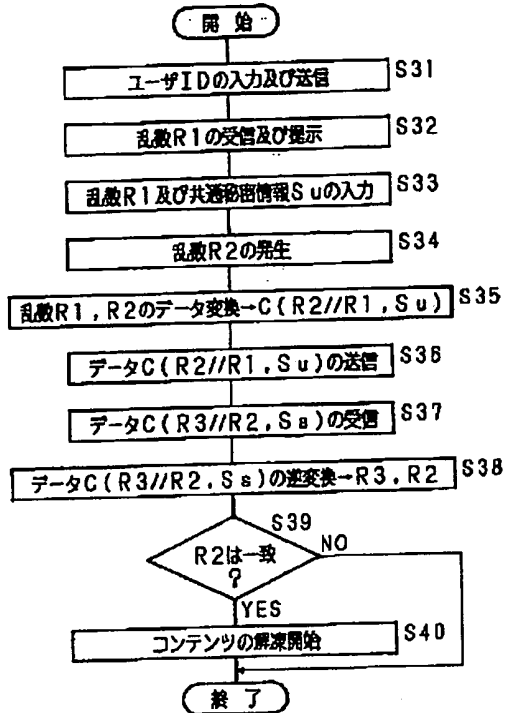 開 始
ユーザIDの入力及び送信
S31
乱数R1の受信及び提示
S32
乱数R1及び共通秘密情報Suの入力
S33
乱数R2の発生
S34
乱数R1,R2のデータ変換→C(R2//R1,Su)
S35
データC(R2//R1,Su)の送信
S36
データC(R3//R2,Ss)の受信
S37
データC(R3//R2,Ss)の逆変換→R3,R2
S38
S39
R2は一致
?
NO
YES
コンテンツの解凍開始
S40
終 了